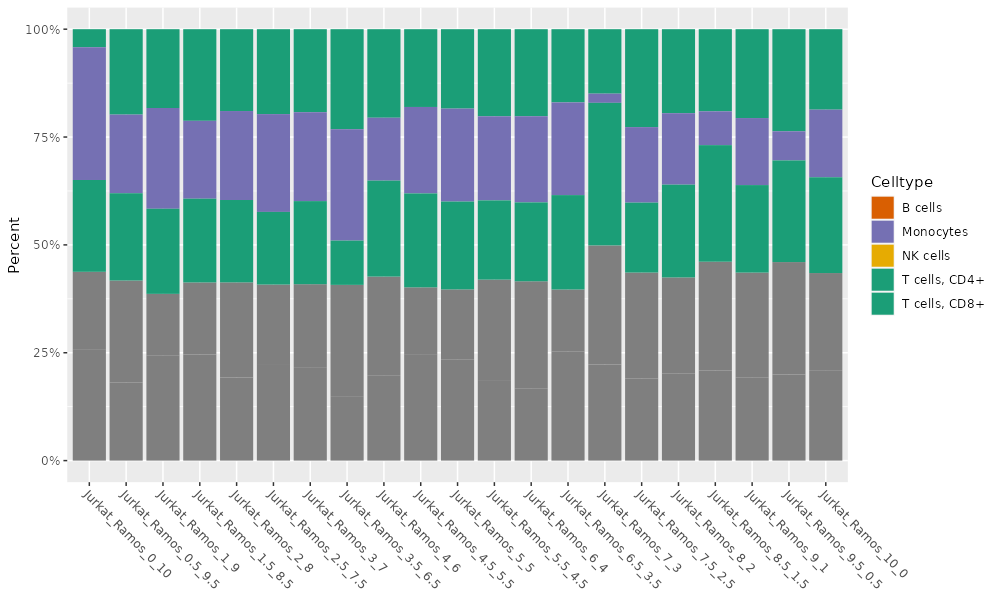 100%
75%
50%
25%
0%
Percent
Jurkat_Ramos_0_10
Jurkat_Ramos_0.5_9.5
Jurkat_Ramos_1_9
Jurkat_Ramos_1.5_8.5
Jurkat_Ramos_2_8
Jurkat_Ramos_2.5_7.5
Jurkat_Ramos_3_7
Jurkat_Ramos_3.5_6.5
Jurkat_Ramos_4_6
Jurkat_Ramos_4.5_5.5
Jurkat_Ramos_5_5
Jurkat_Ramos_5.5_4.5
Jurkat_Ramos_6_4
Jurkat_Ramos_6.5_3.5
Jurkat_Ramos_7_3
Jurkat_Ramos_7.5_2.5
Jurkat_Ramos_8_2
Jurkat_Ramos_8.5_1.5
Jurkat_Ramos_9_1
Jurkat_Ramos_9.5_0.5
Jurkat_Ramos_10_0
Celltype
B cells
Monocytes
NK cells
T cells, CD4+
T cells, CD8+